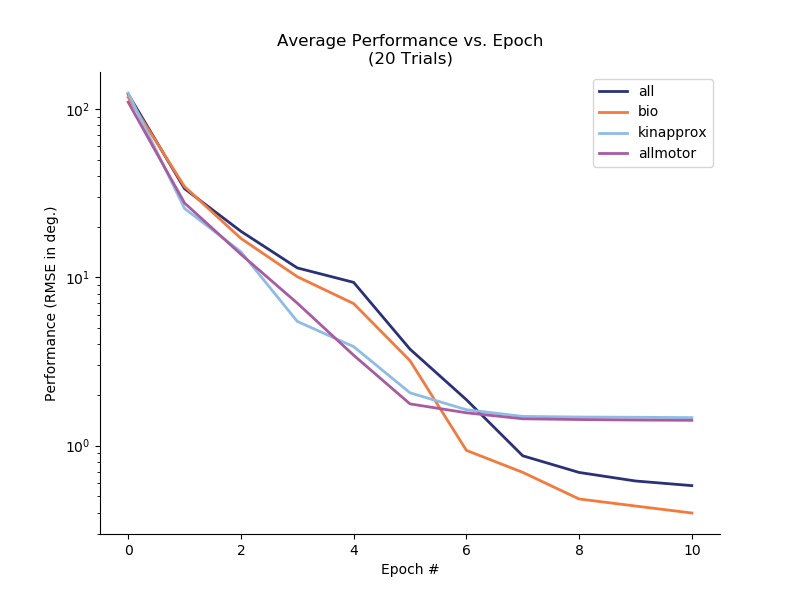 Average Performance vs. Epoch
(20 Trials)
all
bio
kinapprox
allmotor
Performance (RMSE in deg.)
10²
10¹
10⁰
0 2 4 6 8 10
Epoch #